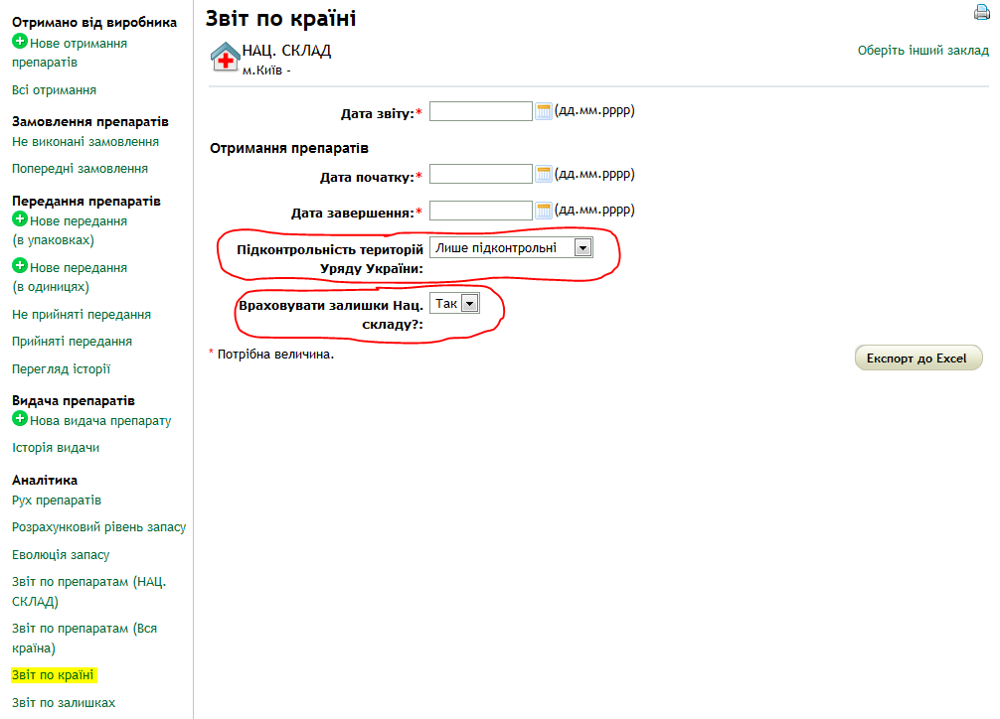 Отримано від виробника
Нове отримання
препаратів
Всі отримання
Замовлення препаратів
Не виконані замовлення
Попередні замовлення
Передання препаратів
Нове передання
(в упаковках)
Нове передання
(в одиницях)
Не прийняті передання
Прийняті передання
Перегляд історії
Видача препаратів
Нова видача препарату
Історія видачи
Аналітика
Рух препаратів
Розрахунковий рівень запасу
Еволюція запасу
Звіт по препаратам (НАЦ.
СКЛАД)
Звіт по препаратам (Вся
країна)
Звіт по країні
Звіт по залишках
Звіт по країні
НАЦ. СКЛАД
м.Київ -
Оберіть інший заклад
Дата звіту:* (дд.мм.рррр)
Отримання препаратів
Дата початку:* (дд.мм.рррр)
Дата завершення:* (дд.мм.рррр)
Підконтрольність територій Лише підконтрольні
Уряду України:
Враховувати залишки Нац. Так
складу?:
* Потрібна величина.
Експорт до Excel